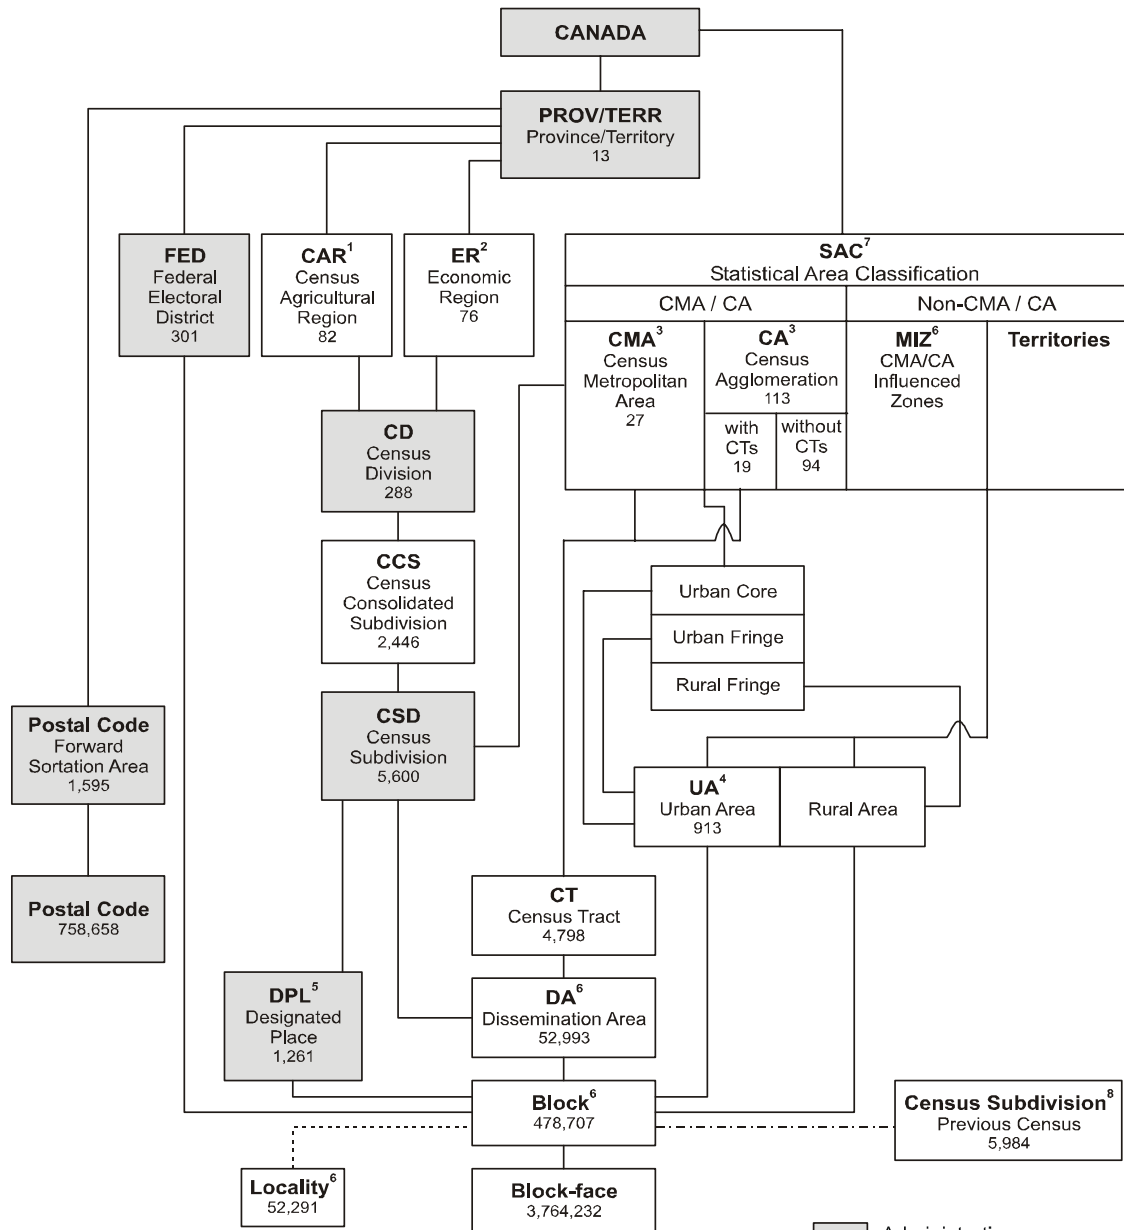 CANADA
PROV/TERR
Province/Territory
13
FED
Federal
Electoral
District
301
CAR1
Census
Agricultural
Region
82
ER2
Economic
Region
76
SAC7
Statistical Area Classification
CMA / CA
Non-CMA / CA
CMA3
Census
Metropolitan
Area
27
CA3
Census
Agglomeration
113
with
CTs
19
without
CTs
94
MIZ6
CMA/CA
Influenced
Zones
Territories
CD
Census
Division
288
CCS
Census
Consolidated
Subdivision
2,446
Urban Core
Urban Fringe
Rural Fringe
CSD
Census
Subdivision
5,600
Postal Code
Forward
Sortation Area
1,595
UA4
Urban Area
913
Rural Area
Postal Code
758,658
CT
Census Tract
4,798
DPL5
Designated
Place
1,261
DA6
Dissemination Area
52,993
Block6
478,707
Census Subdivision8
Previous Census
5,984
Locality6
52,291
Block-face
3,764,232